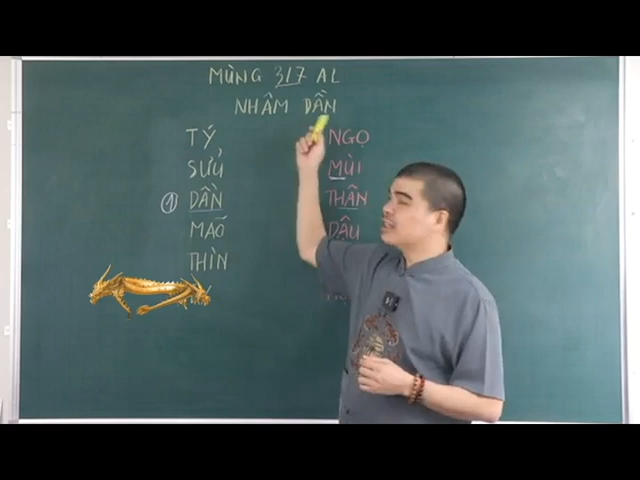 MÙNG 3/7 AL
NHÂM DẦN
TÝ NGỌ
SỬU MÙI
① DẦN THÂN
MÃO DẬU
THÌN